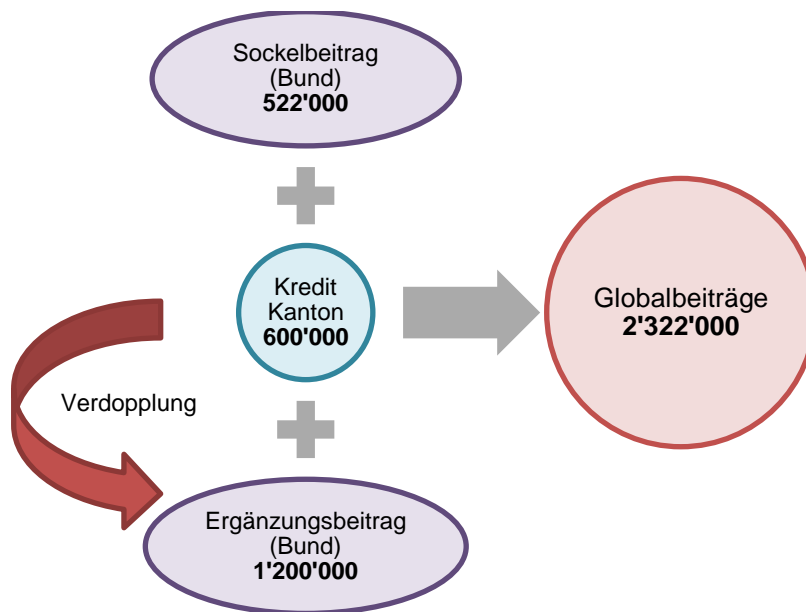 Sockelbeitrag
(Bund)
522'000
Kredit
Kanton
600'000
Globalbeiträge
2'322'000
Verdopplung
Ergänzungsbeitrag
(Bund)
1'200'000